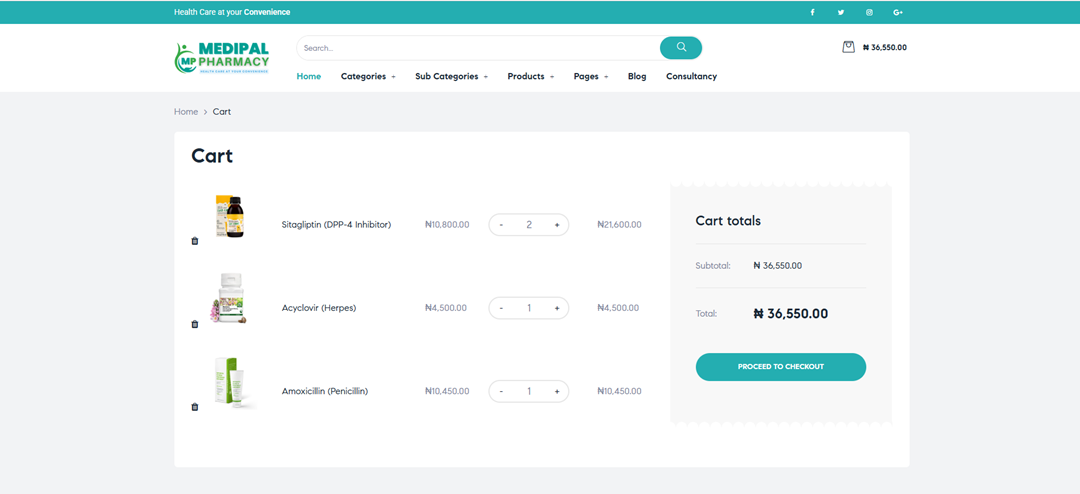 Health Care at your Convenience
MEDIPAL
MP PHARMACY
HEALTH CARE AT YOUR CONVENIENCE
Search..
₦ 36,550.00
Home Categories Sub Categories Products Pages Blog Consultancy
Home > Cart
Cart
Sitagliptin (DPP-4 Inhibitor) ₦10,800.00 - 2 + ₦21,600.00
Acyclovir (Herpes) ₦4,500.00 - 1 + ₦4,500.00
Amoxicillin (Penicillin) ₦10,450.00 - 1 + ₦10,450.00
Cart totals
Subtotal: ₦ 36,550.00
Total: ₦ 36,550.00
PROCEED TO CHECKOUT